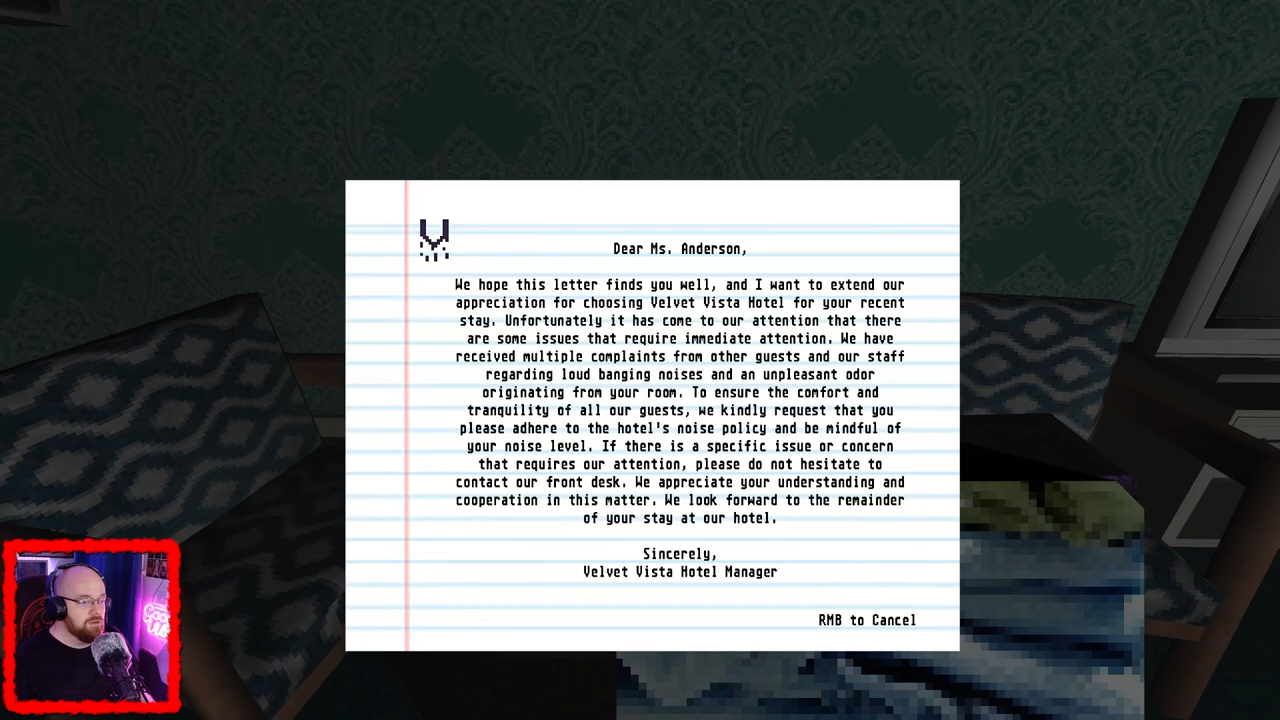 Dear Ms. Anderson,
We hope this letter finds you well, and I want to extend our
appreciation for choosing Velvet Vista Hotel for your recent
stay. Unfortunately it has come to our attention that there
are some issues that require immediate attention. We have
received multiple complaints from other guests and our staff
regarding loud banging noises and an unpleasant odor
originating from your room. To ensure the comfort and
tranquility of all our guests, we kindly request that you
please adhere to the hotel's noise policy and be mindful of
your noise level. If there is a specific issue or concern
that requires our attention, please do not hesitate to
contact our front desk. We appreciate your understanding and
cooperation in this matter. We look forward to the remainder
of your stay at our hotel.
Sincerely,
Velvet Vista Hotel Manager
RMB to Cancel